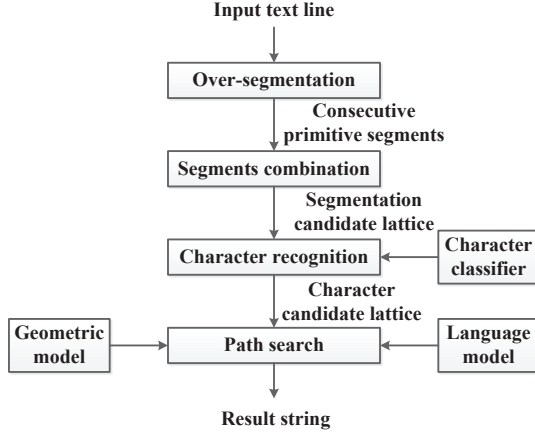 Input text line
Over-segmentation
Consecutive
primitive segments
Segments combination
Segmentation
candidate lattice
Character recognition
Character
classifier
Character
candidate lattice
Geometric
model
Path search
Language
model
Result string